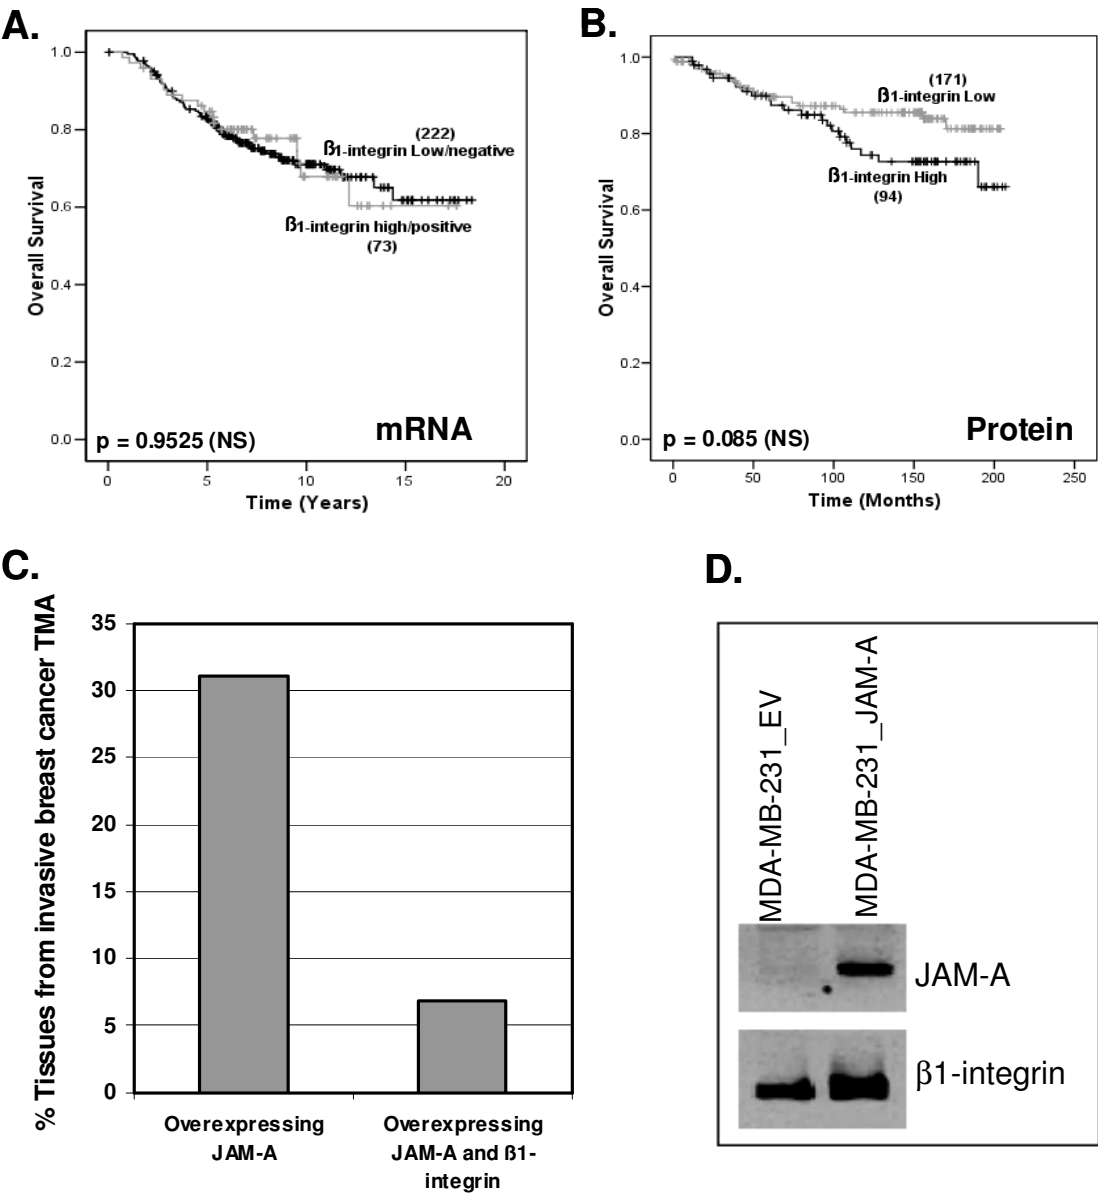 A.
1.0
0.8
0.6
0.4
0.2
0.0
Overall Survival
(222)
ß1-integrin Low/negative
ß1-integrin high/positive
(73)
p = 0.9525 (NS)
mRNA
0
5
10
15
20
Time (Years)
B.
1.0
0.8
0.6
0.4
0.2
0.0
Overall Survival
(171)
ß1-integrin Low
ß1-integrin High
(94)
p = 0.085 (NS)
Protein
0
50
100
150
200
250
Time (Months)
C.
% Tissues from invasive breast cancer TMA
35
30
25
20
15
10
5
0
Overexpressing
JAM-A
Overexpressing
JAM-A and ß1-
integrin
D.
MDA-MB-231_EV
MDA-MB-231_JAM-A
JAM-A
β1-integrin